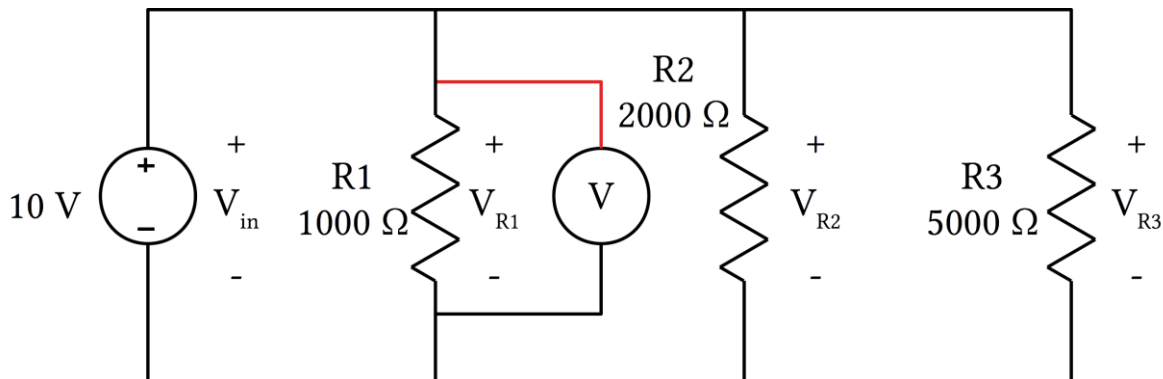 R2
2000 Ω
+
+
+
+
+
10 V
−
V_in
R1
1000 Ω
V_R1
V
V_R2
R3
5000 Ω
V_R3
-
-
-
-